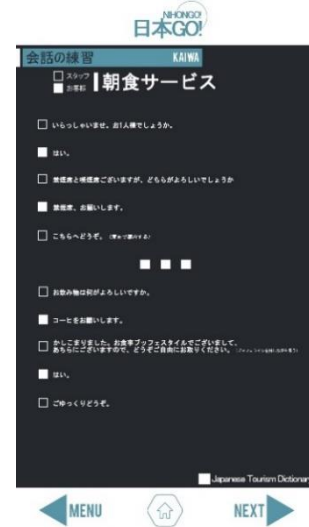 NIHONGO!
日本GO!
会話の練習 KAIWA
スタッフ
お客様
朝食サービス
いらっしゃいませ。お1人様でしょうか。
はい。
禁煙席と喫煙席ございますが、どちらがよろしいでしょうか
禁煙席、お願いします。
こちらへどうぞ。
お飲み物は何がよろしいですか。
コーヒをお願いします。
かしこまりました。お食事ブッフェスタイルでございまして、
あちらにございますので、どうぞご自由にお取りください。
はい。
ごゆっくりどうぞ。
Japanese Tourism Dictionar
MENU
NEXT